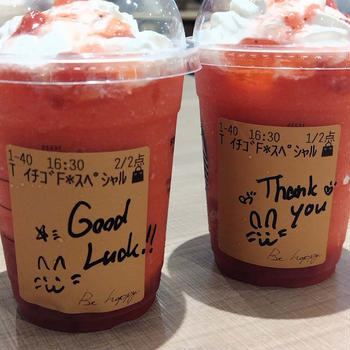 1-40 16:30 2/2点
T イチゴF*スペシャル
Good
Luck!!
Be happy
1-40 16:30 1/2点
T イチゴF*スペシャル
Thank
you
Be happy